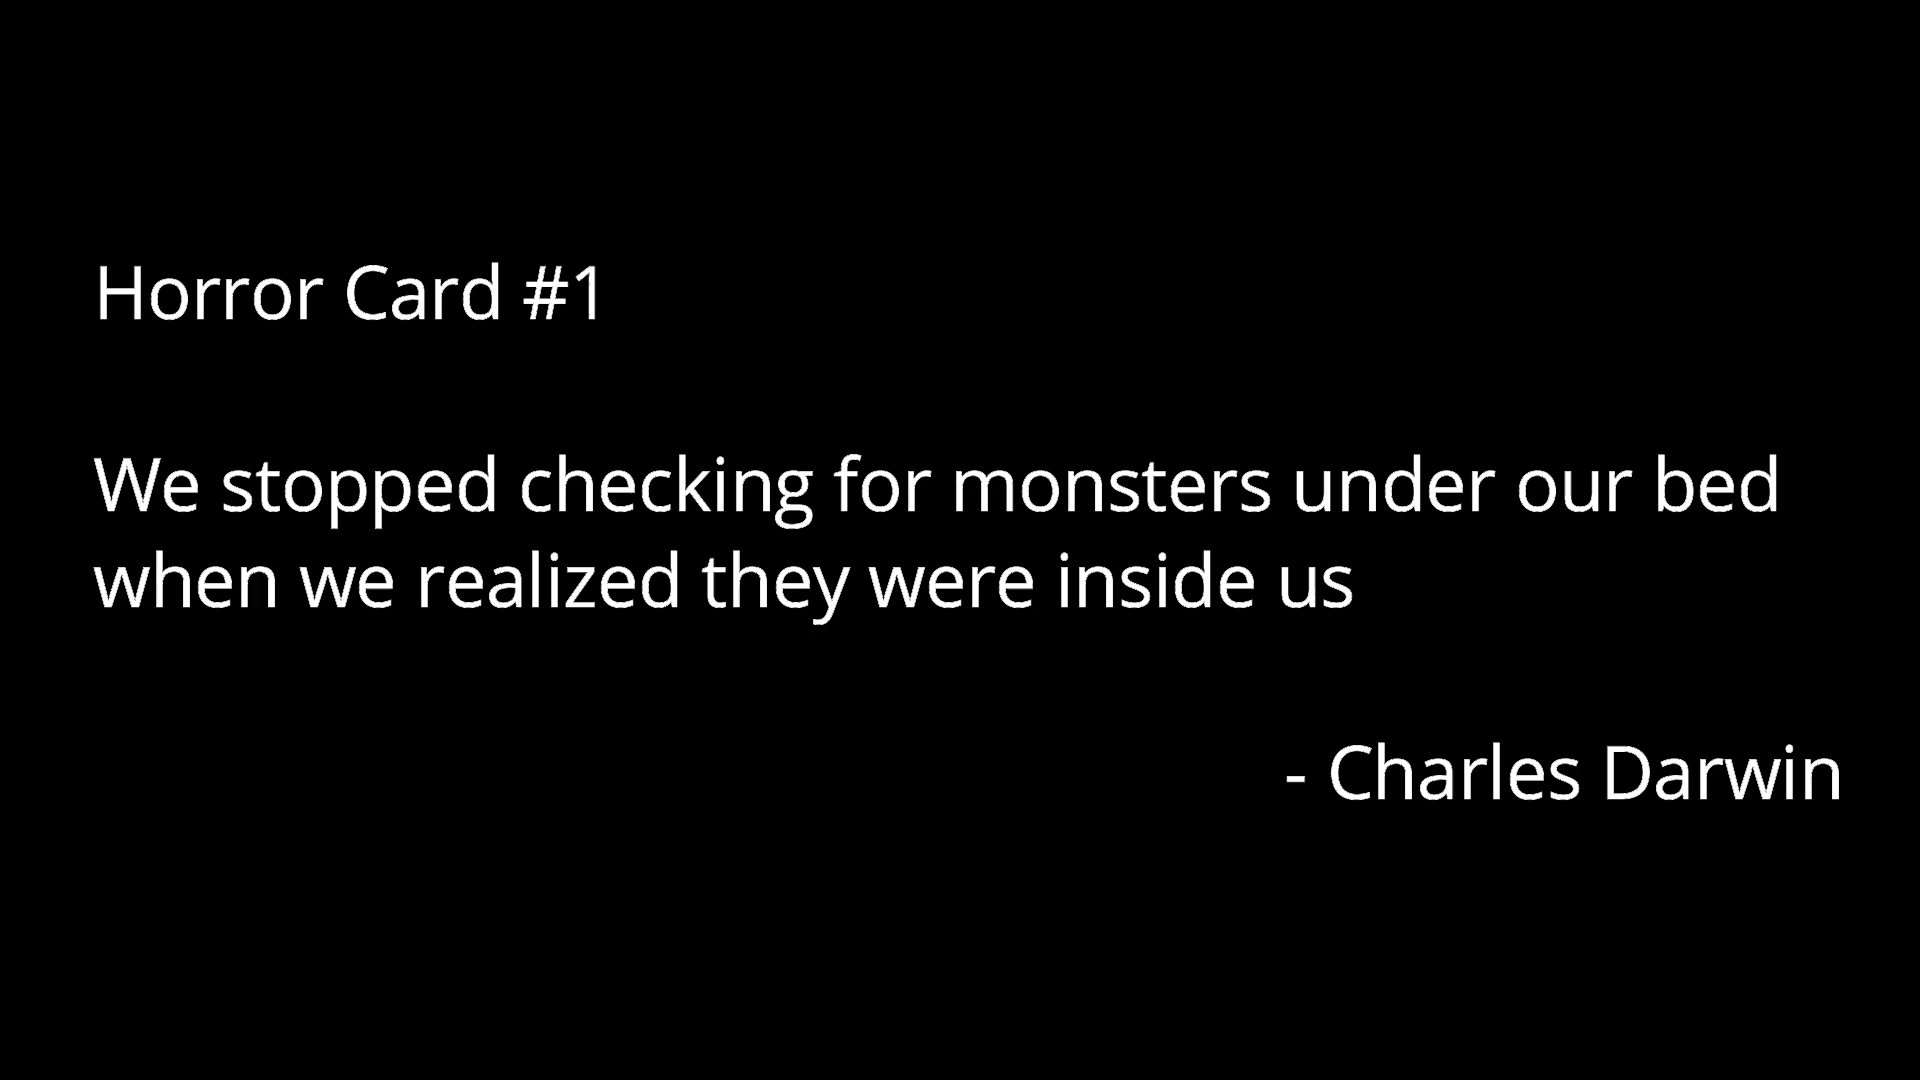 Horror Card #1
We stopped checking for monsters under our bed
when we realized they were inside us
- Charles Darwin